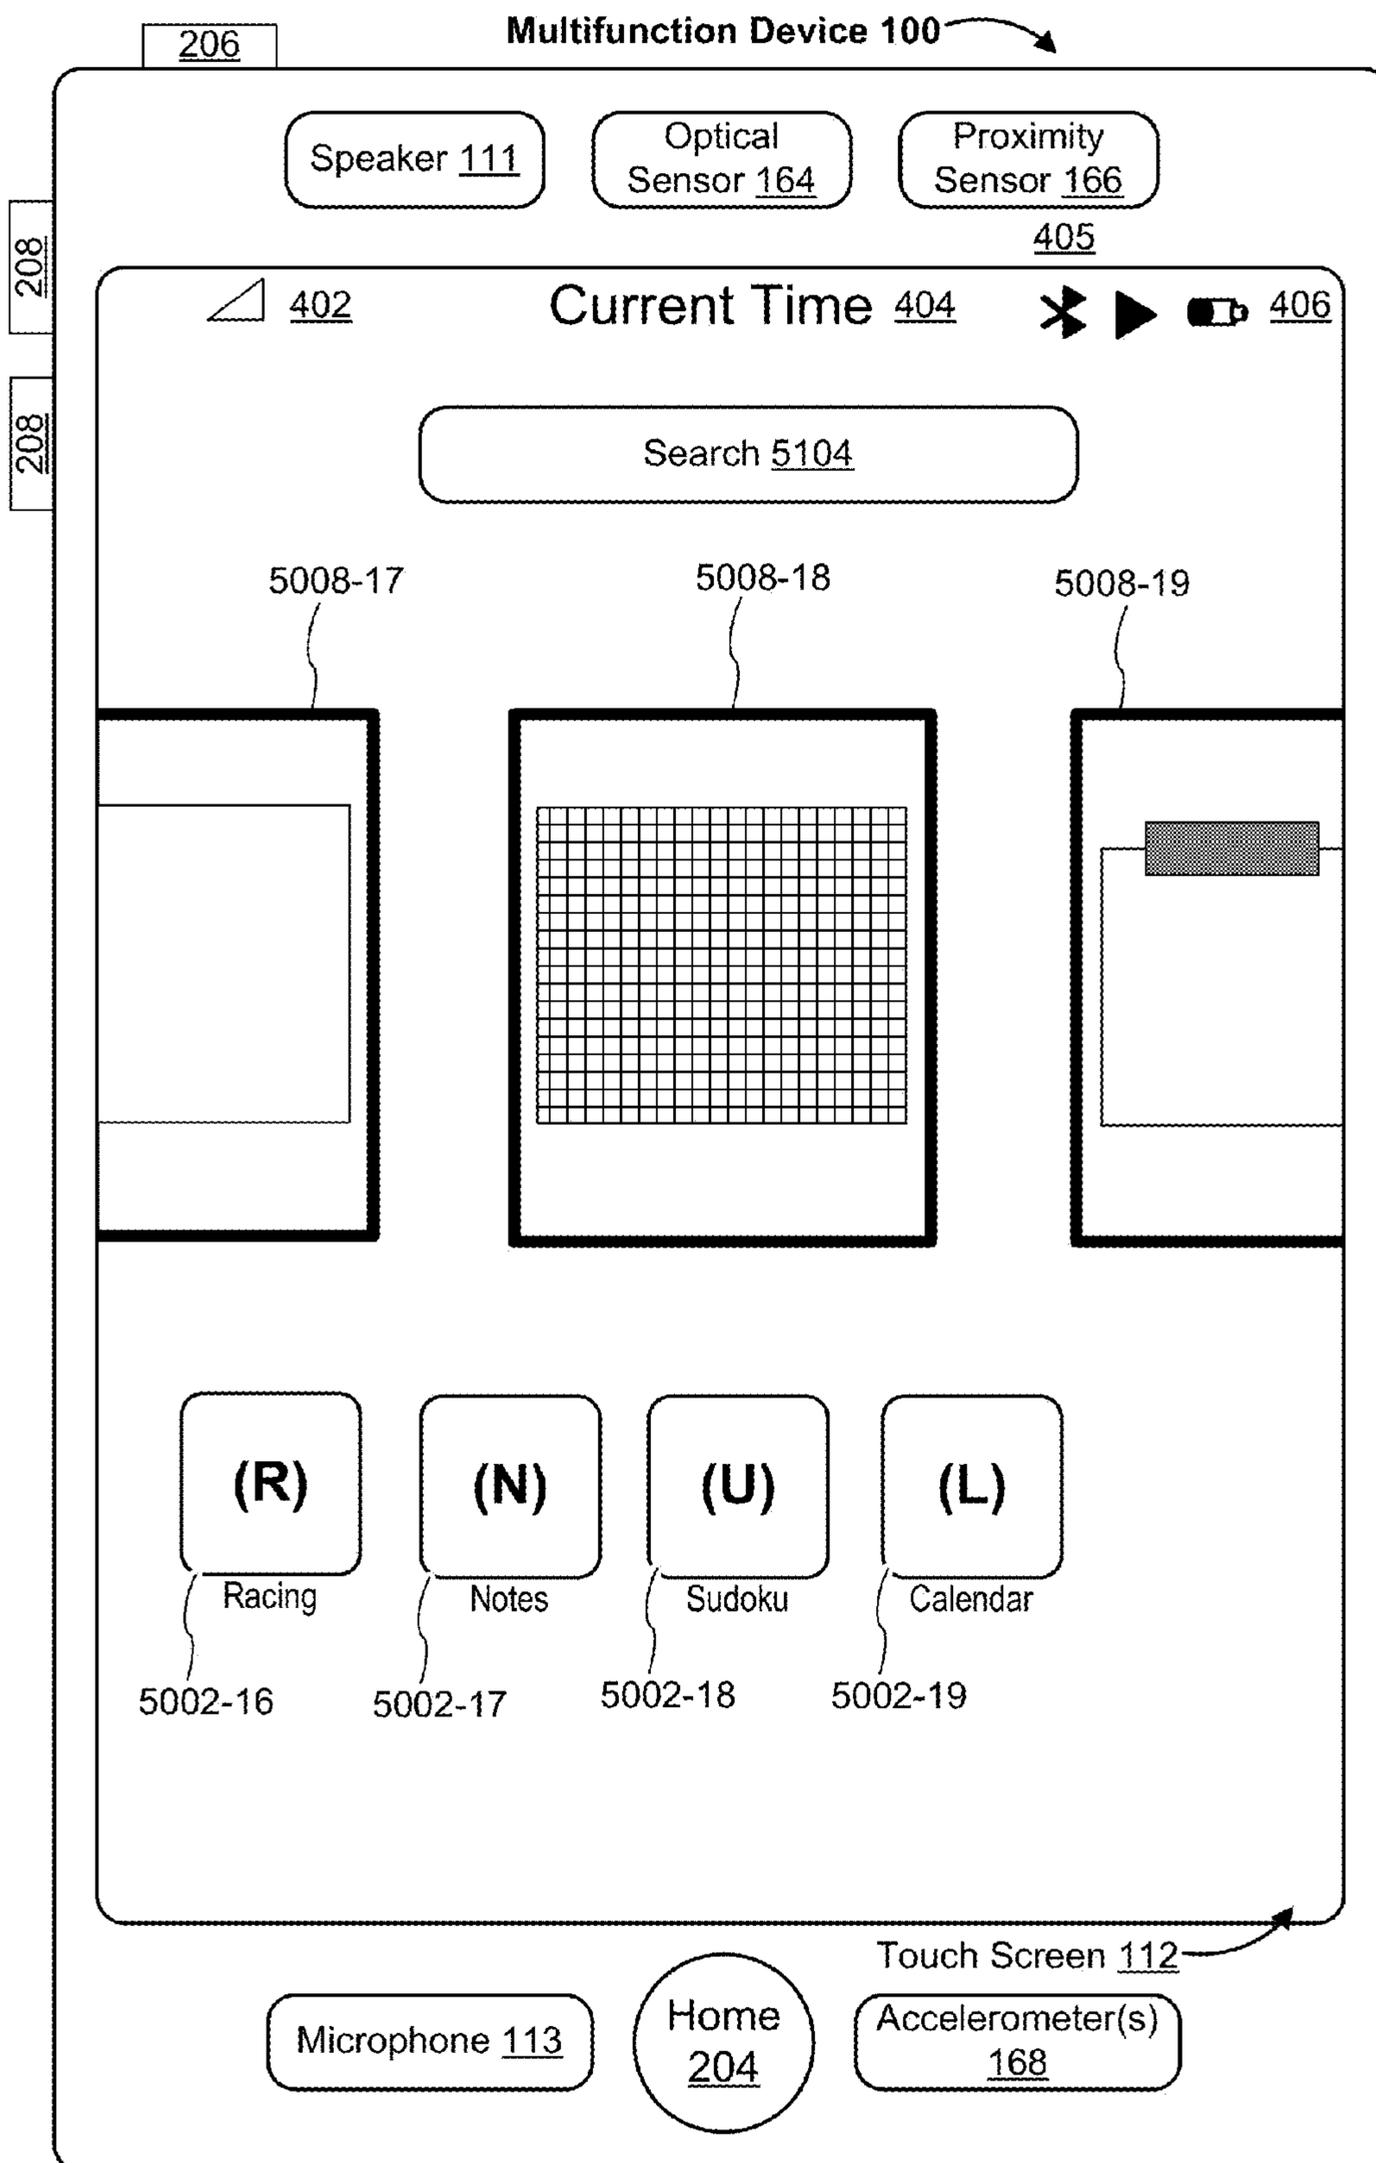 206
Multifunction Device 100
Speaker 111
Optical
Sensor 164
Proximity
Sensor 166
405
208
402
Current Time 404
406
208
Search 5104
5008-17
5008-18
5008-19
(R)
(N)
(U)
(L)
Racing
Notes
Sudoku
Calendar
5002-16
5002-17
5002-18
5002-19
Touch Screen 112
Microphone 113
Home
204
Accelerometer(s)
168